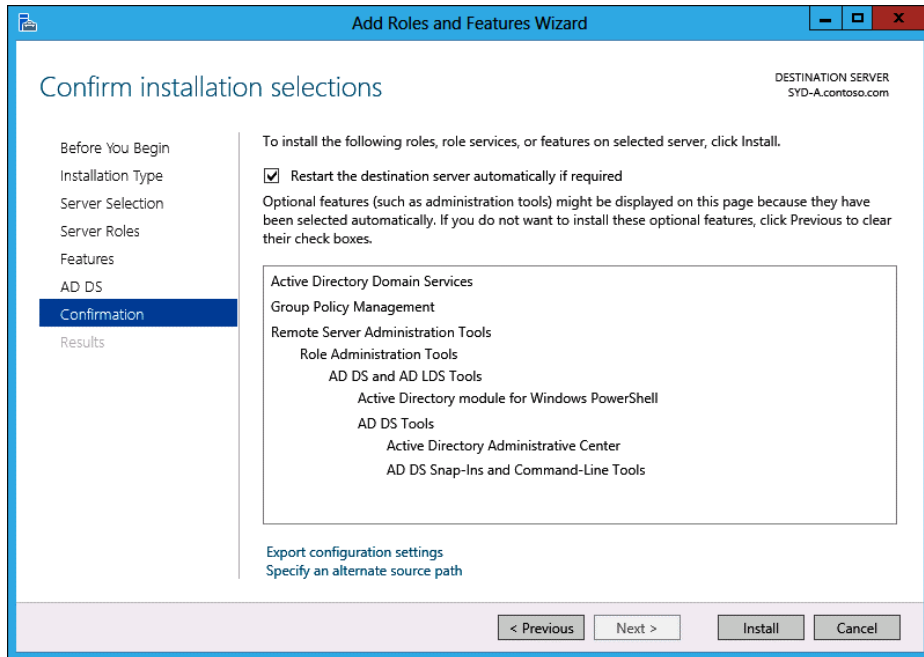 Add Roles and Features Wizard
Confirm installation selections
DESTINATION SERVER
SYD-A.contoso.com
Before You Begin
Installation Type
Server Selection
Server Roles
Features
AD DS
Confirmation
Results
To install the following roles, role services, or features on selected server, click Install.
Restart the destination server automatically if required
Optional features (such as administration tools) might be displayed on this page because they have
been selected automatically. If you do not want to install these optional features, click Previous to clear
their check boxes.
Active Directory Domain Services
Group Policy Management
Remote Server Administration Tools
Role Administration Tools
AD DS and AD LDS Tools
Active Directory module for Windows PowerShell
AD DS Tools
Active Directory Administrative Center
AD DS Snap-Ins and Command-Line Tools
Export configuration settings
Specify an alternate source path
< Previous
Next >
Install
Cancel